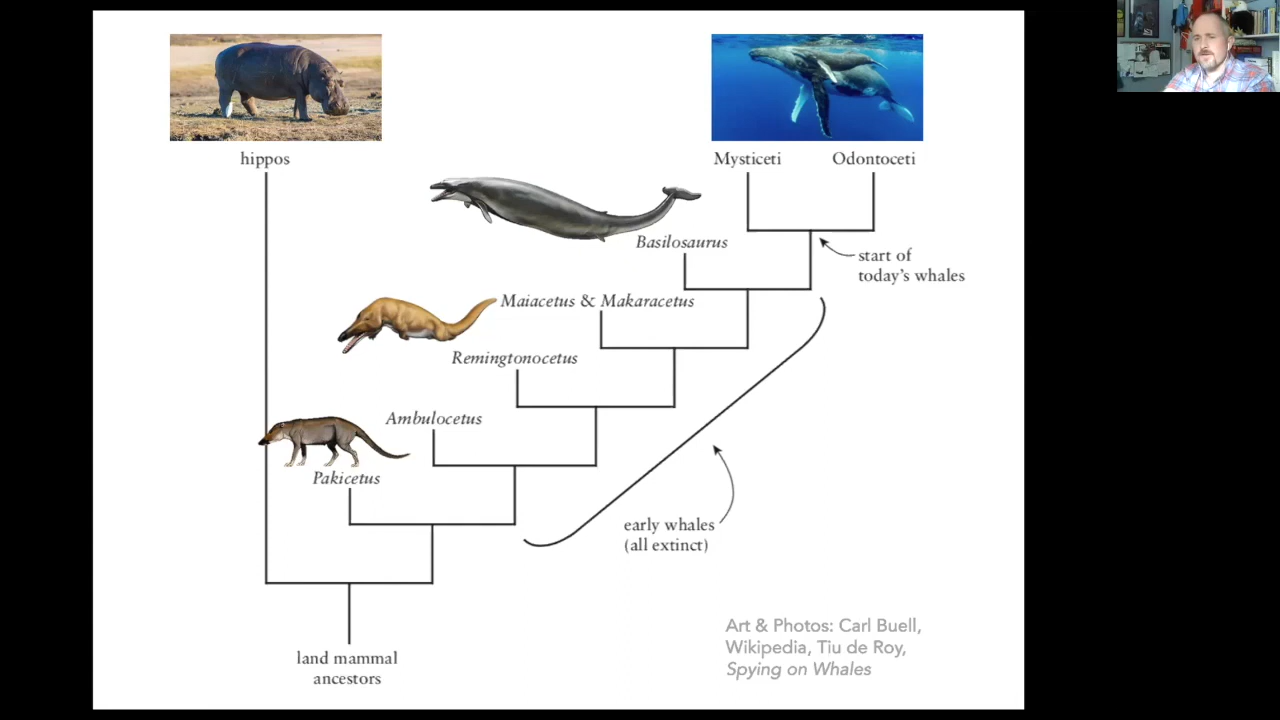 hippos
Mysticeti
Odontoceti
Basilosaurus
start of
today's whales
Maiacetus & Makaracetus
Remingtonocetus
Ambulocetus
Pakicetus
early whales
(all extinct)
land mammal
ancestors
Art & Photos: Carl Buell,
Wikipedia, Tiu de Roy,
Spying on Whales